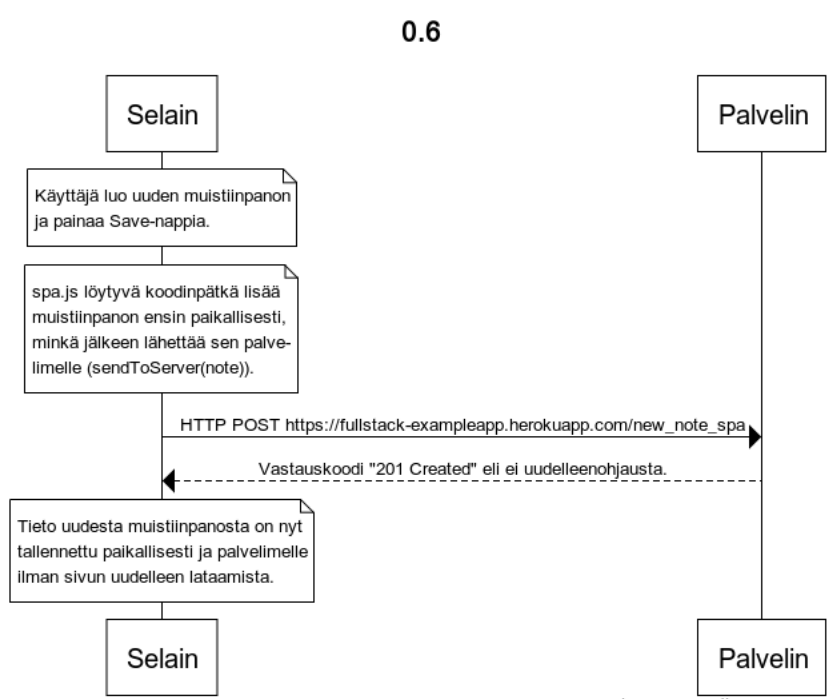 0.6
Selain
Palvelin
Käyttäjä luo uuden muistiinpanon
ja painaa Save-nappia.
spa.js löytyvä koodinpätkä lisää
muistiinpanon ensin paikallisesti,
minkä jälkeen lähettää sen palve-
limelle (sendToServer(note)).
HTTP POST https://fullstack-exampleapp.herokuapp.com/new_note_spa
Vastauskoodi "201 Created" eli ei uudelleenohjausta.
Tieto uudesta muistiinpanosta on nyt
tallennettu paikallisesti ja palvelimelle
ilman sivun uudelleen lataamista.
Selain
Palvelin